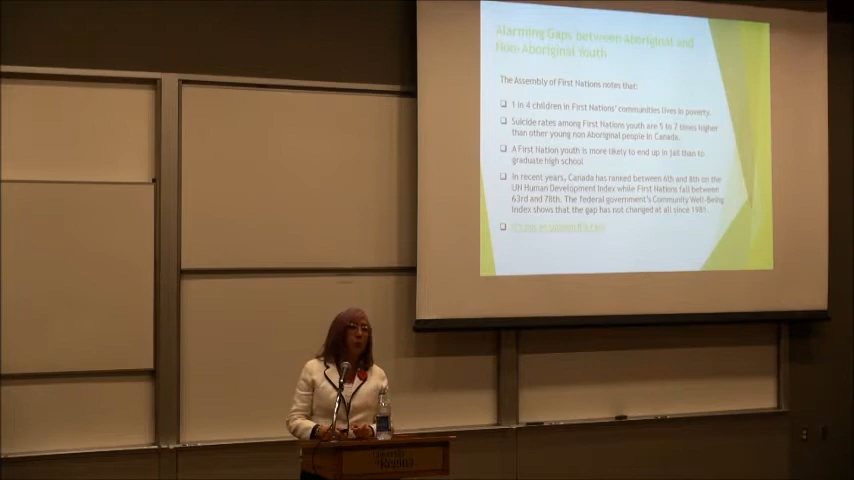 Alarming Gaps between Aboriginal and
Non-Aboriginal Youth
The Assembly of First Nations notes that:
1 in 4 children in First Nations' communities lives in poverty.
Suicide rates among First Nations youth are 5 to 7 times higher
than other young non Aboriginal people in Canada.
A First Nation youth is more likely to end up in jail than to
graduate high school
In recent years, Canada has ranked between 6th and 8th on the
UN Human Development Index while First Nations fall between
63rd and 78th. The federal government's Community Well-Being
Index shows that the gap has not changed at all since 1981.
University
of Regina